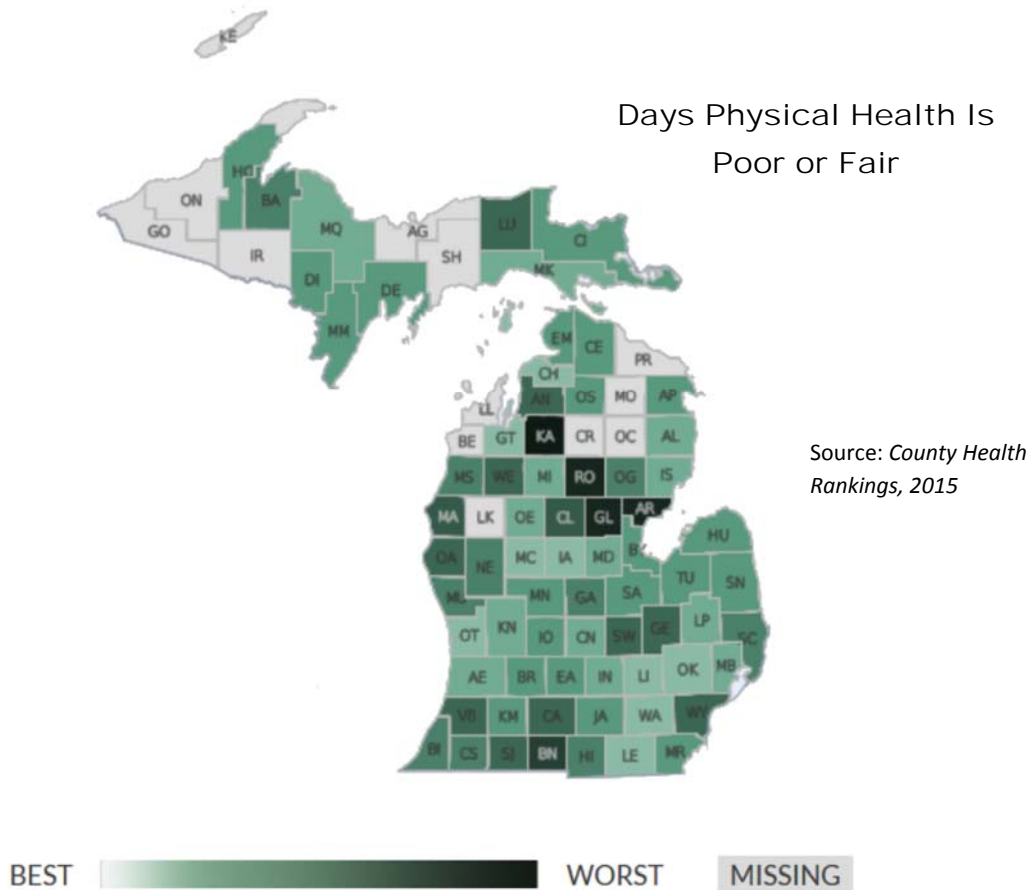 KE
Days Physical Health Is
Poor or Fair
HO
ON
BA
GO
MQ
AG
LU
CI
IR
SH
MK
DI
DE
MM
EM
CE
PR
CH
AN
OS
MO
AP
LL
BE
GT
KA
CR
OC
AL
Source: County Health
Rankings, 2015
MS
WE
MI
RO
OG
IS
MA
LK
OE
CL
GL
AR
HU
OA
NE
MC
IA
MD
TU
SN
MU
MN
GA
SA
OT
KN
IO
CN
SW
GE
LP
SC
AE
BR
EA
IN
LI
OK
MB
VB
KM
CA
JA
WA
WY
BI
CS
SJ
BN
HI
LE
MR
BEST
WORST
MISSING